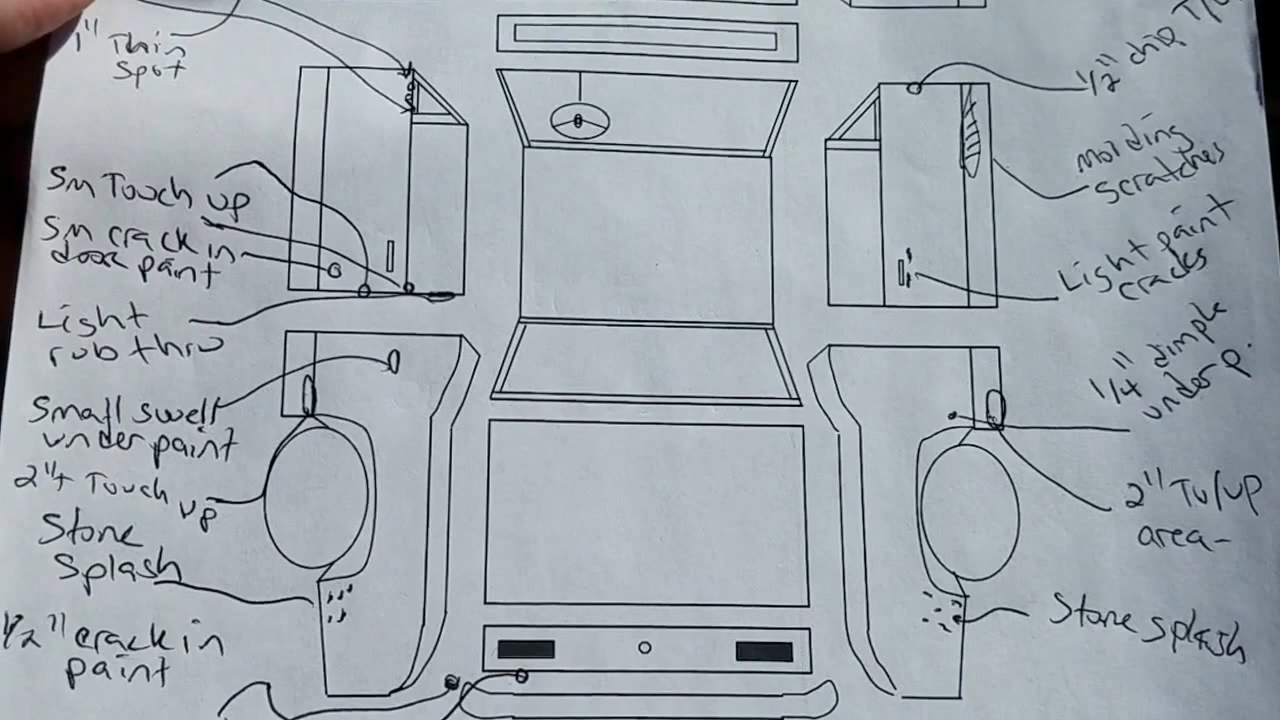 1" Thin
Spot
Sm Touch up
Sm crack in
door paint
Light
rub thru
Small swell
under paint
2"+ Touch
up
Stone
Splash
1/2" crack in
paint
1/2" chip T/U
molding
scratches
Light paint
cracks
1/4" dimple
under p.
2" TU/UP
area-
Stone splash